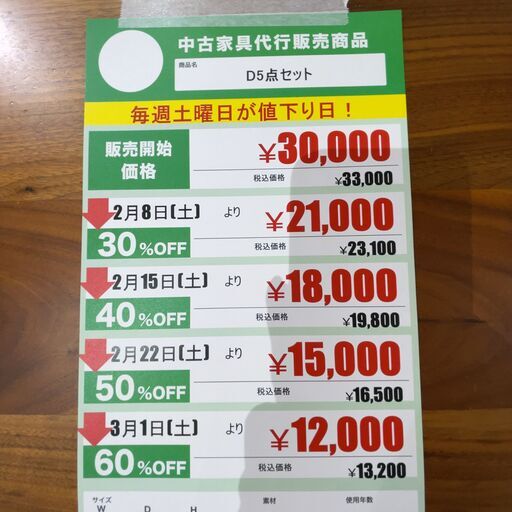 中古家具代行販売商品
商品名
D5点セット
毎週土曜日が値下り日！
販売開始
価格
¥30,000
税込価格 ¥33,000
2月8日(土) より
¥21,000
30%OFF
税込価格 ¥23,100
2月15日(土) より
¥18,000
40%OFF
税込価格 ¥19,800
2月22日(土) より
¥15,000
50%OFF
税込価格 ¥16,500
3月1日(土) より
¥12,000
60%OFF
税込価格 ¥13,200
サイズ 素材 使用年数
W D H